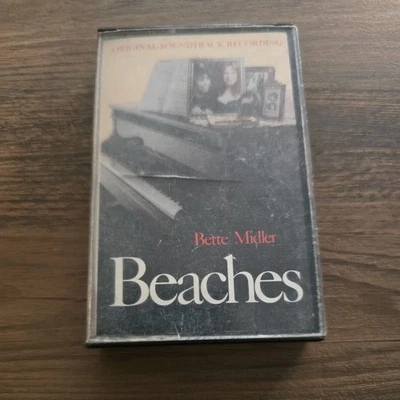 ORIGINAL SOUNDTRACK RECORDING
Bette Midler
Beaches